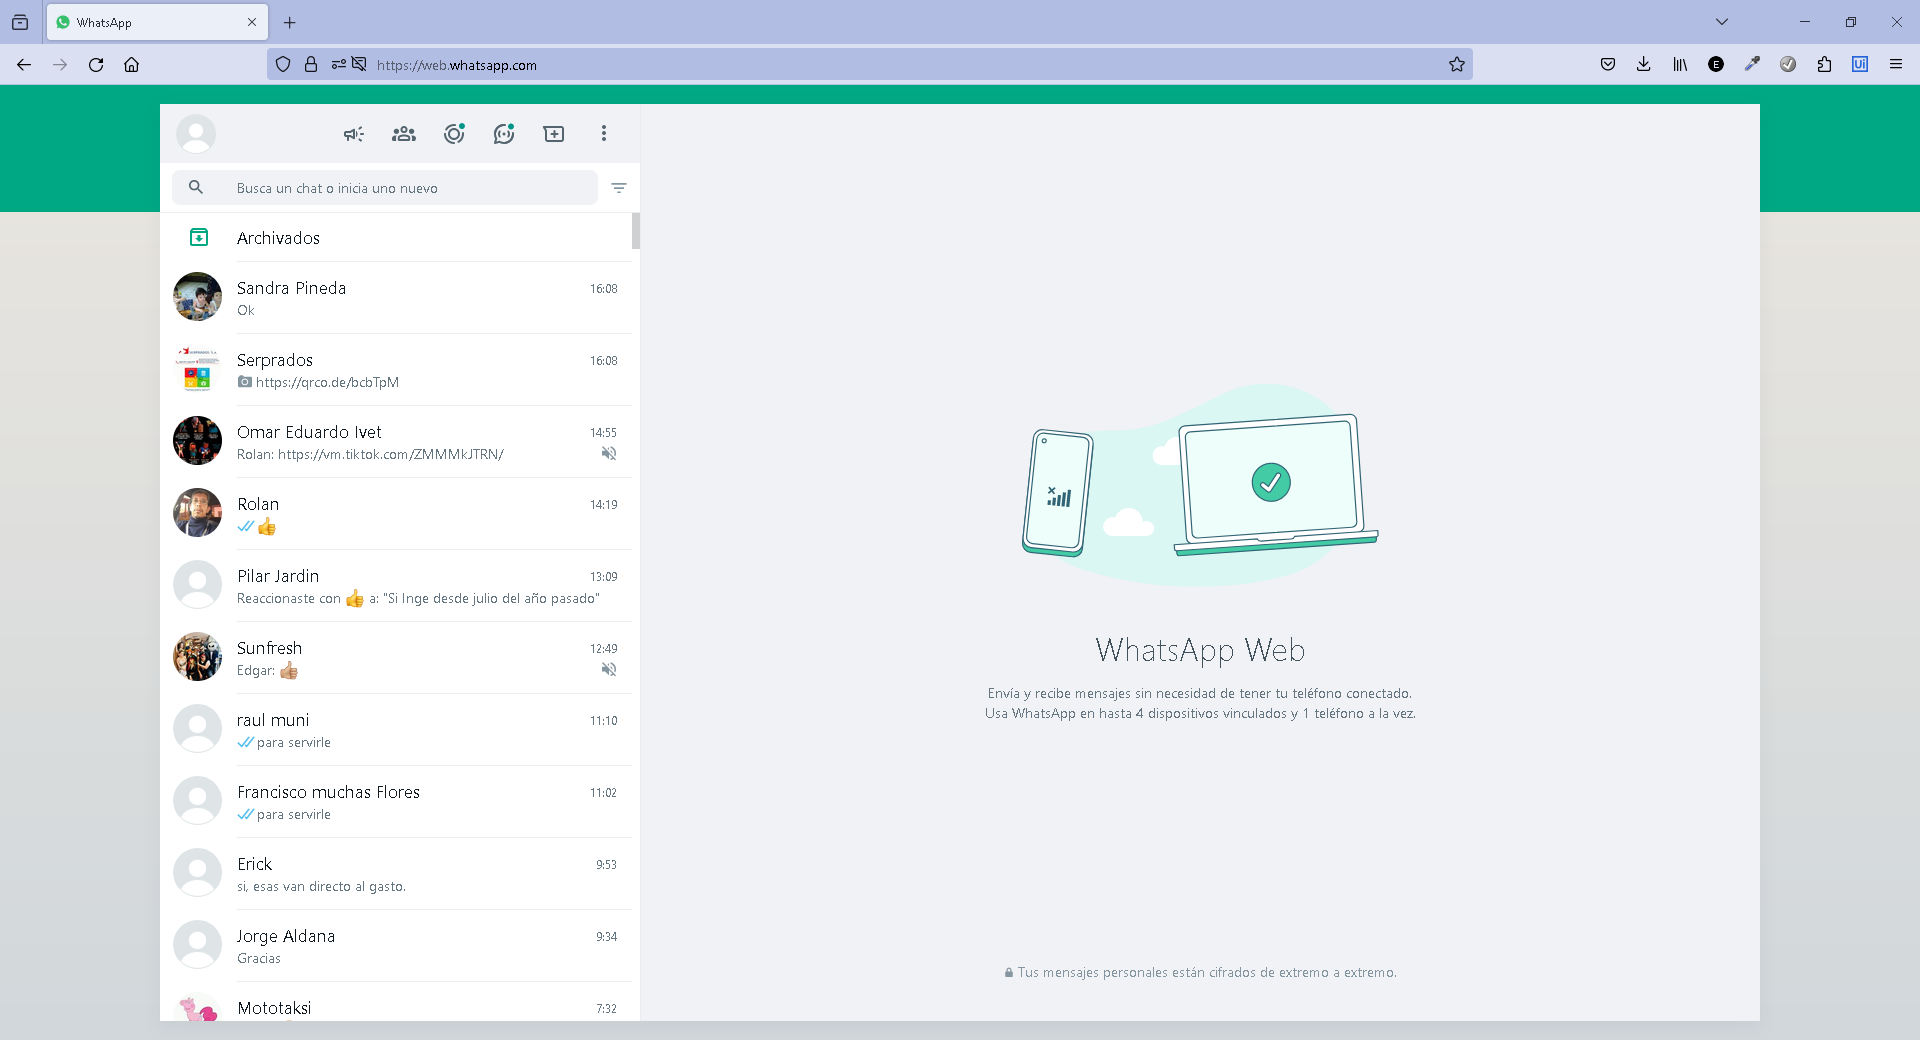 WhatsApp
https://web.whatsapp.com
E
Ui
Busca un chat o inicia uno nuevo
Archivados
Sandra Pineda 16:08
Ok
Serprados 16:08
https://qrco.de/bcbTpM
Omar Eduardo Ivet 14:55
Rolan: https://vm.tiktok.com/ZMMMkJTRN/
Rolan 14:19
👍
Pilar Jardin 13:09
Reaccionaste con 👍 a: "Si Inge desde julio del año pasado"
Sunfresh 12:49
Edgar: 👍🏼
raul muni 11:10
para servirle
Francisco muchas Flores 11:02
para servirle
Erick 9:53
si, esas van directo al gasto.
Jorge Aldana 9:34
Gracias
Mototaksi 7:32
WhatsApp Web
Envía y recibe mensajes sin necesidad de tener tu teléfono conectado.
Usa WhatsApp en hasta 4 dispositivos vinculados y 1 teléfono a la vez.
Tus mensajes personales están cifrados de extremo a extremo.